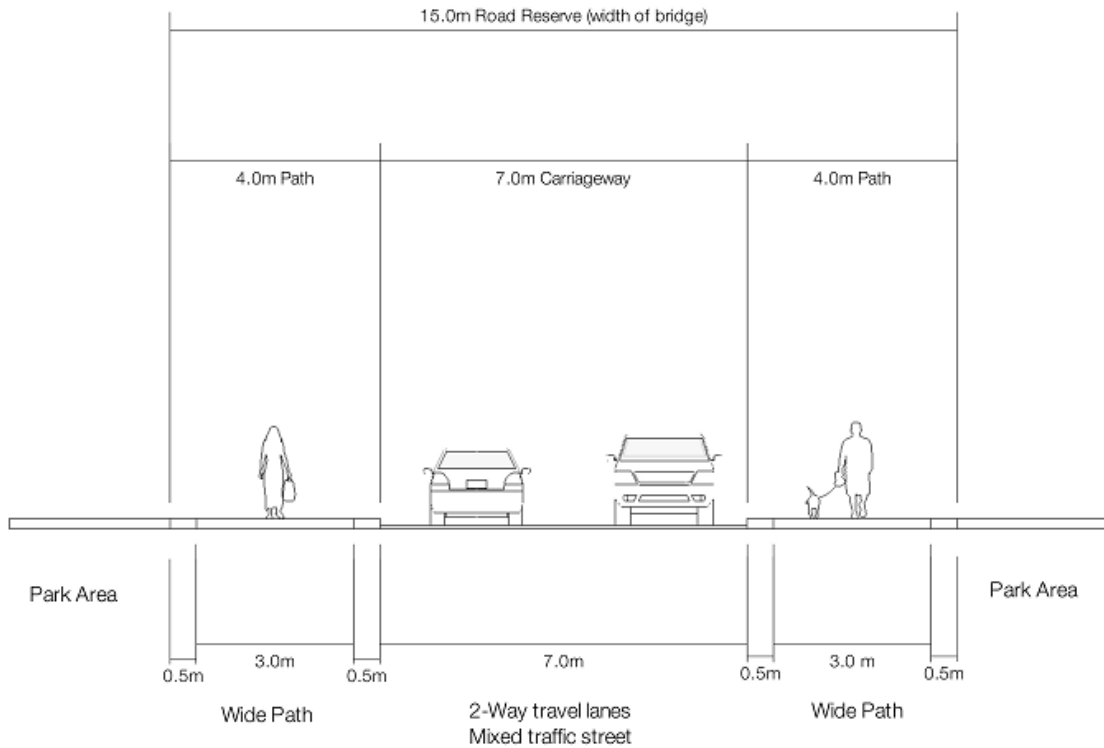 15.0m Road Reserve (width of bridge)
4.0m Path
7.0m Carriageway
4.0m Path
Park Area
Park Area
0.5m
3.0m
0.5m
7.0m
0.5m
3.0 m
0.5m
Wide Path
2-Way travel lanes
Mixed traffic street
Wide Path